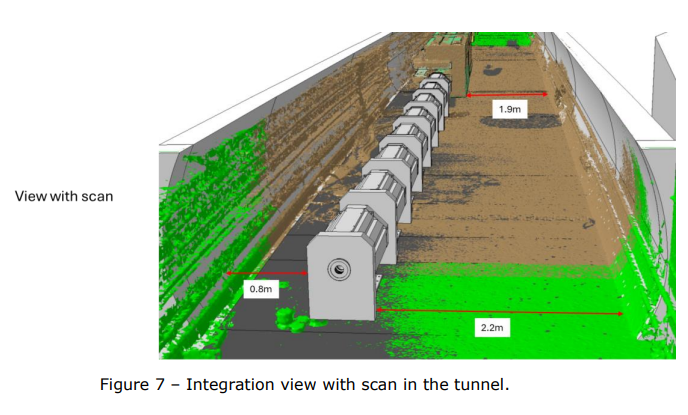 1.9m
View with scan
0.8m
2.2m
Figure 7 – Integration view with scan in the tunnel.